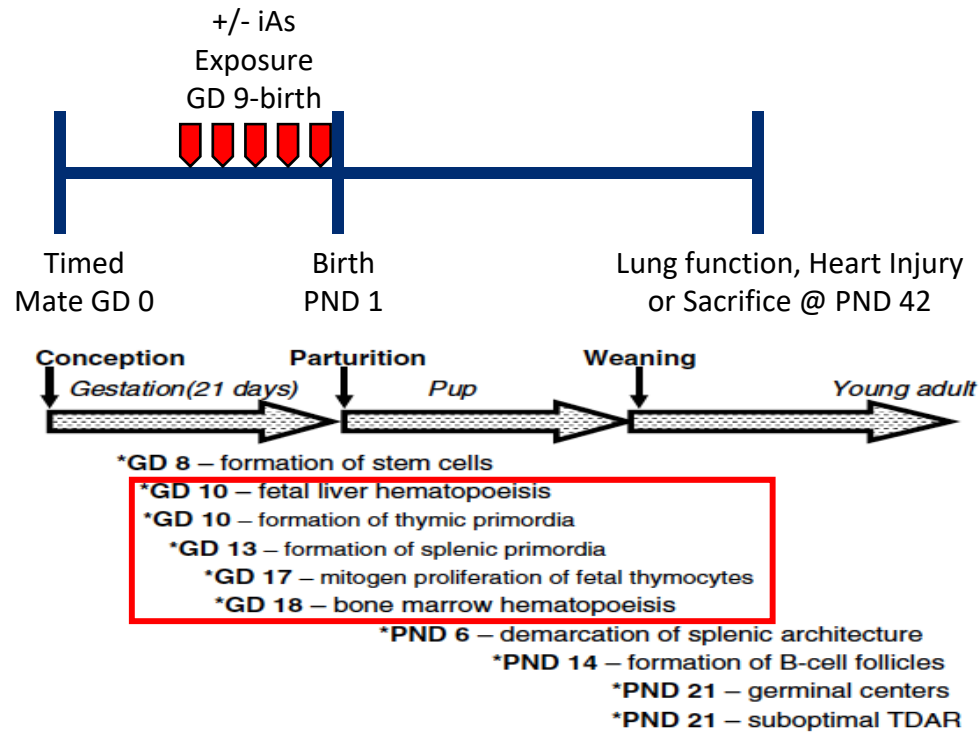 +/- iAs
Exposure
GD 9-birth
Timed
Mate GD 0
Birth
PND 1
Lung function, Heart Injury
or Sacrifice @ PND 42
Conception
Parturition
Weaning
Gestation(21 days)
Pup
Young adult
*GD 8 – formation of stem cells
*GD 10 – fetal liver hematopoeisis
*GD 10 – formation of thymic primordia
*GD 13 – formation of splenic primordia
*GD 17 – mitogen proliferation of fetal thymocytes
*GD 18 – bone marrow hematopoeisis
*PND 6 – demarcation of splenic architecture
*PND 14 – formation of B-cell follicles
*PND 21 – germinal centers
*PND 21 – suboptimal TDAR